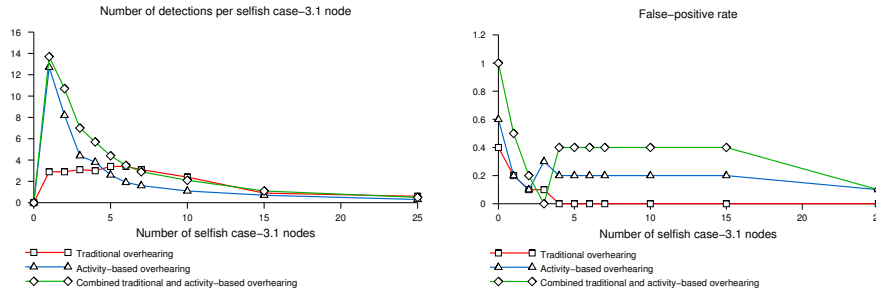 Number of detections per selfish case−3.1 node
16
14
12
10
8
6
4
2
0
0 5 10 15 20 25
Number of selfish case−3.1 nodes
Traditional overhearing
Activity−based overhearing
Combined traditional and activity−based overhearing
False−positive rate
1.2
1
0.8
0.6
0.4
0.2
0
0 5 10 15 20 25
Number of selfish case−3.1 nodes
Traditional overhearing
Activity−based overhearing
Combined traditional and activity−based overhearing